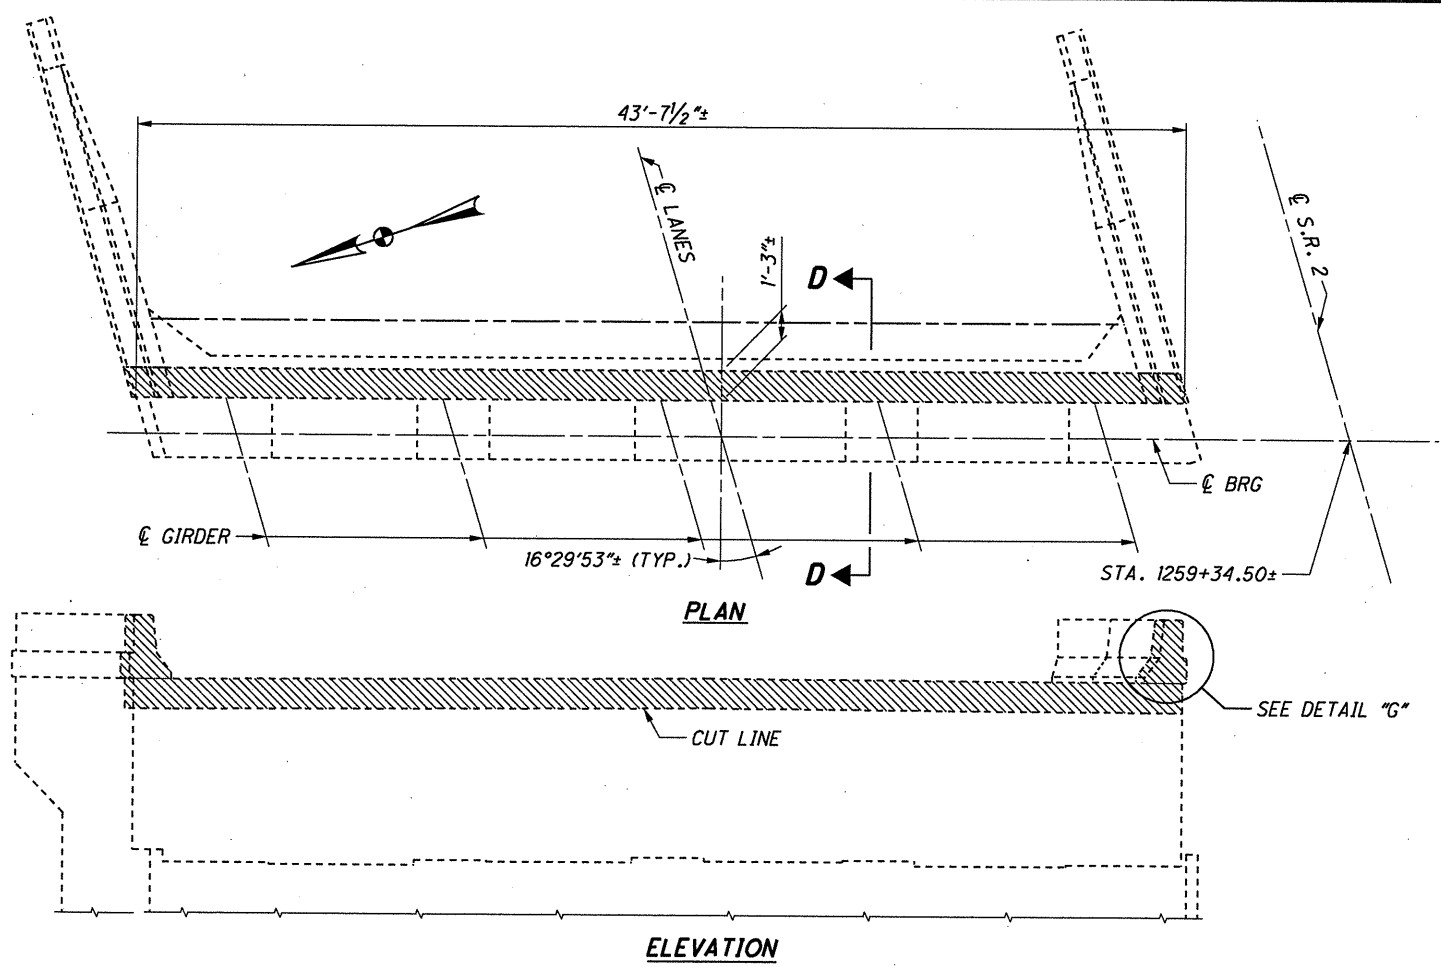 43'-7½"±
℄ LANES
1'-3"±
D
℄ S.R. 2
℄ BRG
℄ GIRDER
16°29'53"± (TYP.)
D
STA. 1259+34.50±
PLAN
SEE DETAIL "G"
CUT LINE
ELEVATION